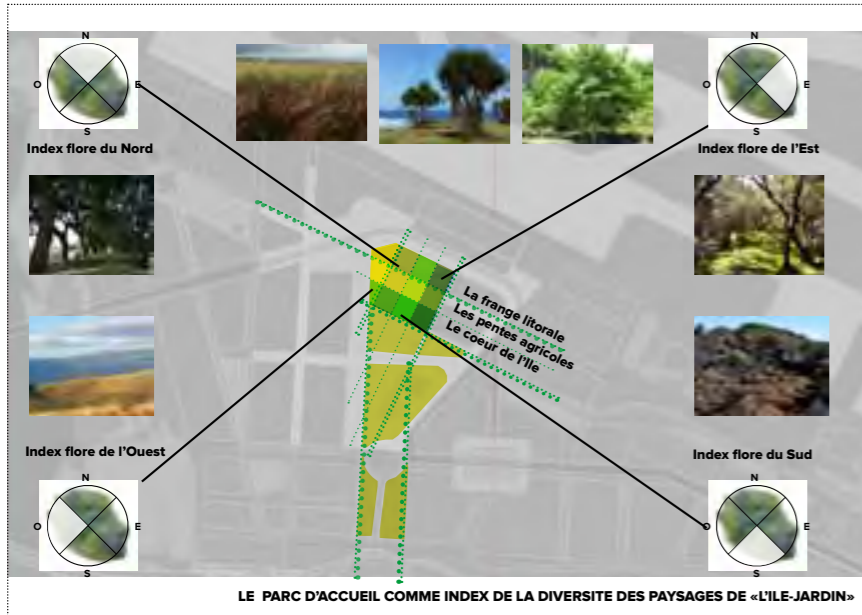 N
O
E
S
Index flore du Nord
N
O
E
S
Index flore de l'Est
La frange litorale
Les pentes agricoles
Le coeur de l'Ile
Index flore de l'Ouest
N
O
E
S
Index flore du Sud
N
O
E
S
LE PARC D'ACCUEIL COMME INDEX DE LA DIVERSITE DES PAYSAGES DE «L'ILE-JARDIN»